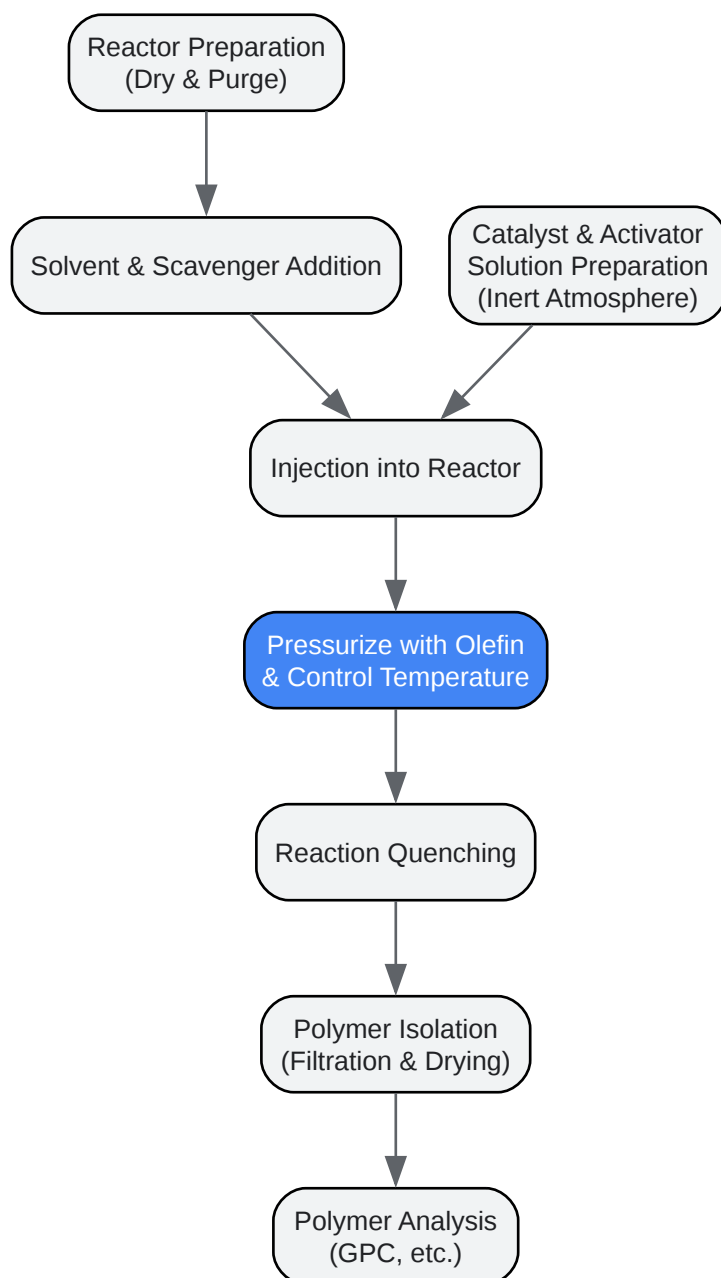 Reactor Preparation
(Dry & Purge)
Solvent & Scavenger Addition
Catalyst & Activator
Solution Preparation
(Inert Atmosphere)
Injection into Reactor
Pressurize with Olefin
& Control Temperature
Reaction Quenching
Polymer Isolation
(Filtration & Drying)
Polymer Analysis
(GPC, etc.)